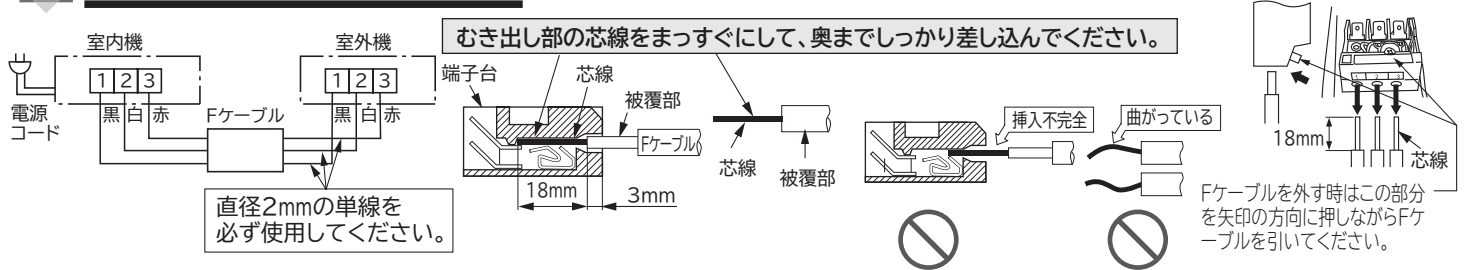 むき出し部の芯線をまっすぐにして、奥までしっかり差し込んでください。
室内機
室外機
1 2 3
1 2 3
電源
コード
黒 白 赤
Fケーブル
黒 白 赤
直径2mmの単線を
必ず使用してください。
端子台
芯線
被覆部
Fケーブル
18mm
3mm
芯線
被覆部
挿入不完全
曲がっている
1 2 3
18mm
芯線
Fケーブルを外す時はこの部分
を矢印の方向に押しながらFケ
ーブルを引いてください。